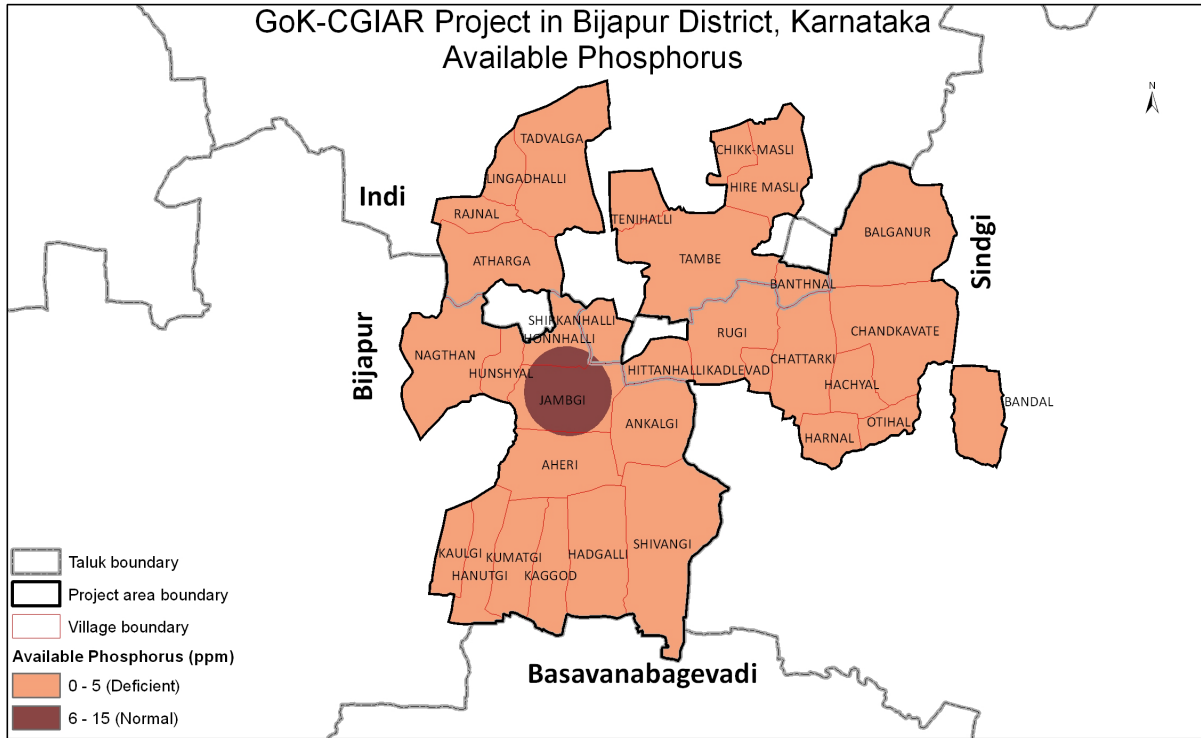 GoK-CGIAR Project in Bijapur District, Karnataka
Available Phosphorus
N
TADVALGA
CHIKK-MASLI
LINGADHALLI
HIRE MASLI
Indi
RAJNAL
TENIHALLI
BALGANUR
Sindgi
ATHARGA
TAMBE
BANTHNAL
SHIRKANHALLI
HONNHALLI
RUGI
CHANDKAVATE
Bijapur
NAGTHAN
HUNSHYAL
HITTANHALLI
KADLEVAD
CHATTARKI
HACHYAL
JAMBGI
BANDAL
ANKALGI
OTIHAL
HARNAL
AHERI
SHIVANGI
KAULGI
KUMATGI
HADGALLI
HANUTGI
KAGGOD
Basavanabagevadi
Taluk boundary
Project area boundary
Village boundary
Available Phosphorus (ppm)
0 - 5 (Deficient)
6 - 15 (Normal)